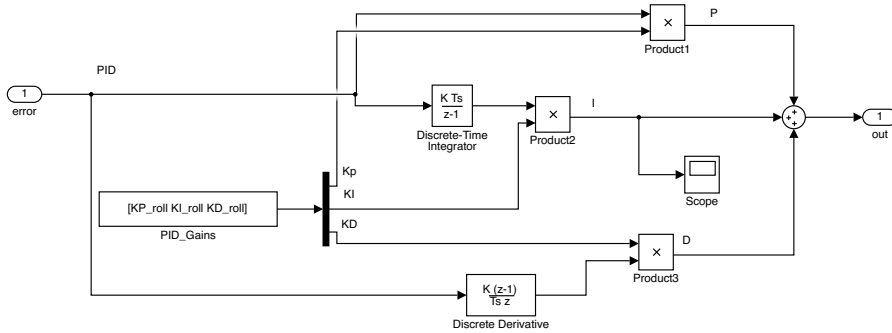 P
×
Product1
PID
1
error
K Ts
z-1
Discrete-Time
Integrator
×
Product2
I
+
+
+
1
out
Kp
KI
KD
[KP_roll KI_roll KD_roll]
PID_Gains
Scope
×
Product3
D
K (z-1)
Ts z
Discrete Derivative